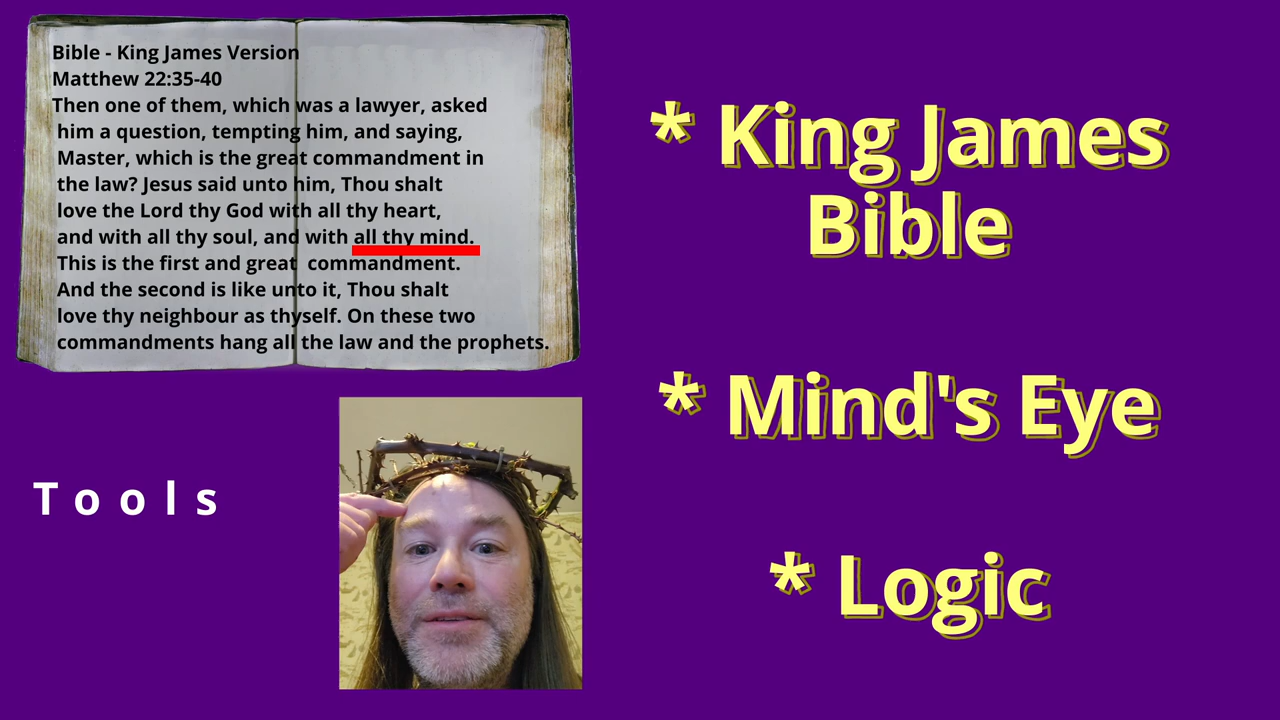 Bible - King James Version
Matthew 22:35-40
Then one of them, which was a lawyer, asked
him a question, tempting him, and saying,
Master, which is the great commandment in
the law? Jesus said unto him, Thou shalt
love the Lord thy God with all thy heart,
and with all thy soul, and with all thy mind.
This is the first and great commandment.
And the second is like unto it, Thou shalt
love thy neighbour as thyself. On these two
commandments hang all the law and the prophets.
Tools
* King James
Bible
* Mind's Eye
* Logic